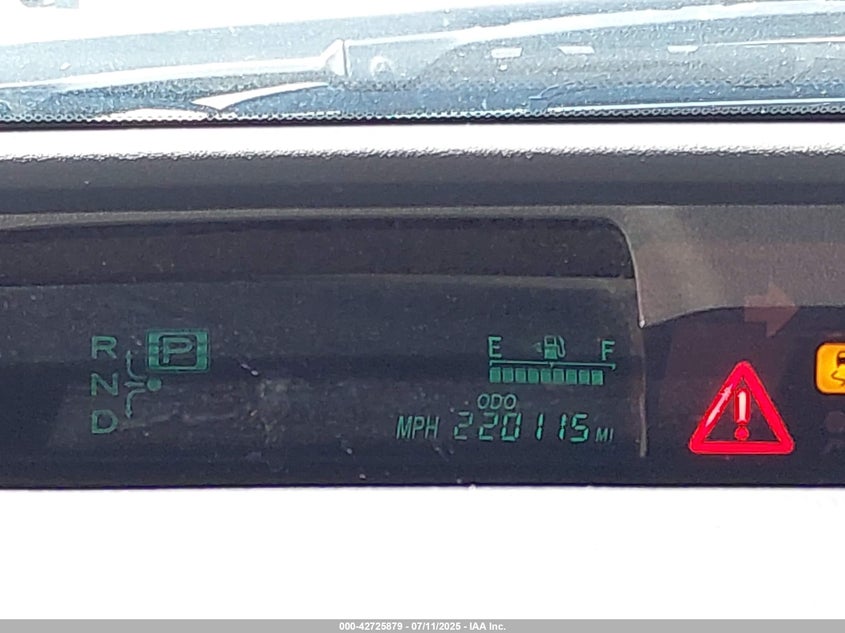 R P
N
D
E F
ODO
MPH 220115 MI
000-42725879 - 07/11/2025 - IAA Inc.